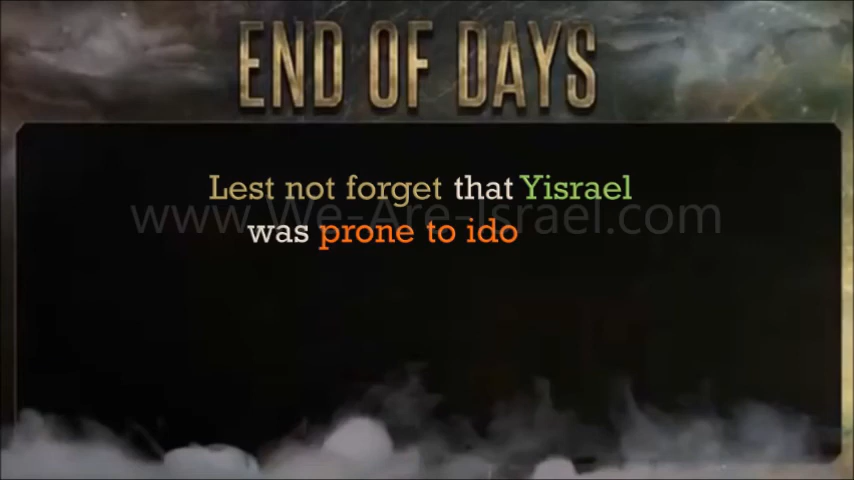 END OF DAYS
Lest not forget that Yisrael
www.We-Are-Israel.com
was prone to ido